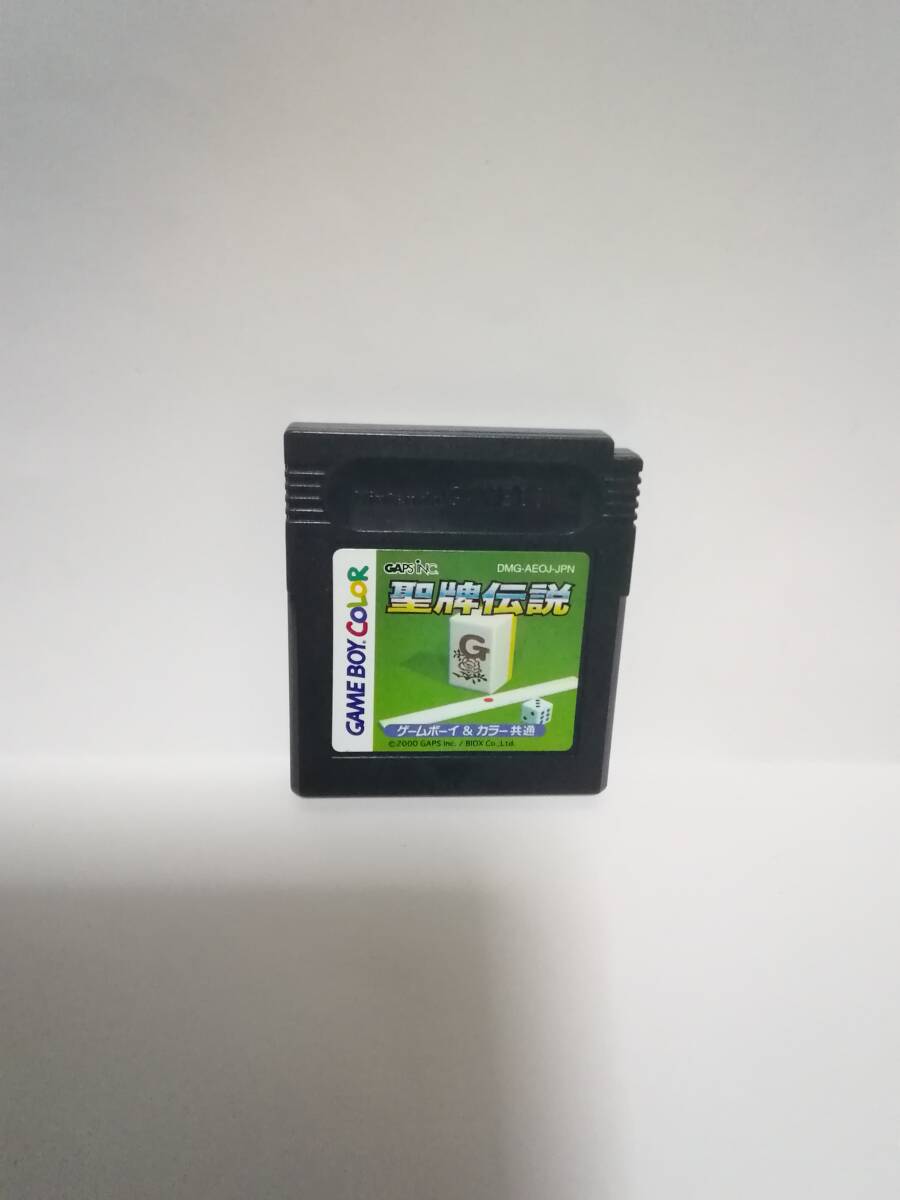 GAME BOY COLOR
GAPS INC.
DMG-AEOJ-JPN
聖牌伝説
G
ゲームボーイ & カラー共通
©2000 GAPS Inc. / BIOX Co.,Ltd.